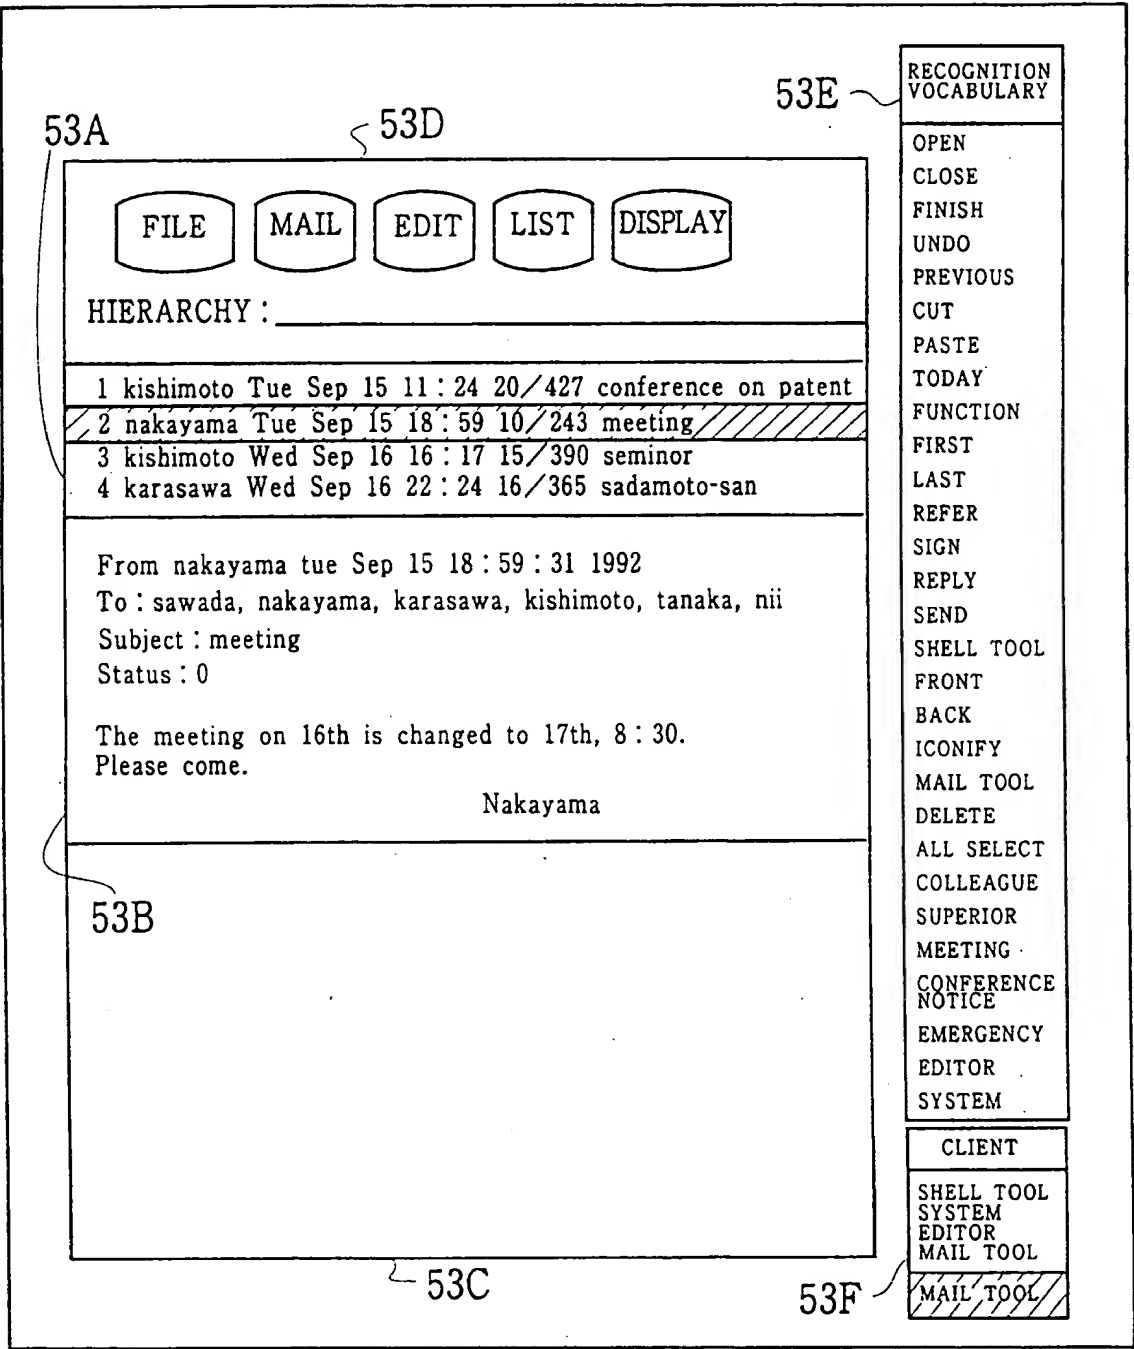 53A
53D
FILE MAIL EDIT LIST DISPLAY
HIERARCHY :
1 kishimoto Tue Sep 15 11 : 24 20/427 conference on patent
2 nakayama Tue Sep 15 18 : 59 10/243 meeting
3 kishimoto Wed Sep 16 16 : 17 15/390 seminor
4 karasawa Wed Sep 16 22 : 24 16/365 sadamoto-san
From nakayama tue Sep 15 18 : 59 : 31 1992
To : sawada, nakayama, karasawa, kishimoto, tanaka, nii
Subject : meeting
Status : 0
The meeting on 16th is changed to 17th, 8 : 30.
Please come.
Nakayama
53B
53C
53E
RECOGNITION
VOCABULARY
OPEN
CLOSE
FINISH
UNDO
PREVIOUS
CUT
PASTE
TODAY
FUNCTION
FIRST
LAST
REFER
SIGN
REPLY
SEND
SHELL TOOL
FRONT
BACK
ICONIFY
MAIL TOOL
DELETE
ALL SELECT
COLLEAGUE
SUPERIOR
MEETING
CONFERENCE
NOTICE
EMERGENCY
EDITOR
SYSTEM
CLIENT
SHELL TOOL
SYSTEM
EDITOR
MAIL TOOL
53F
MAIL TOOL